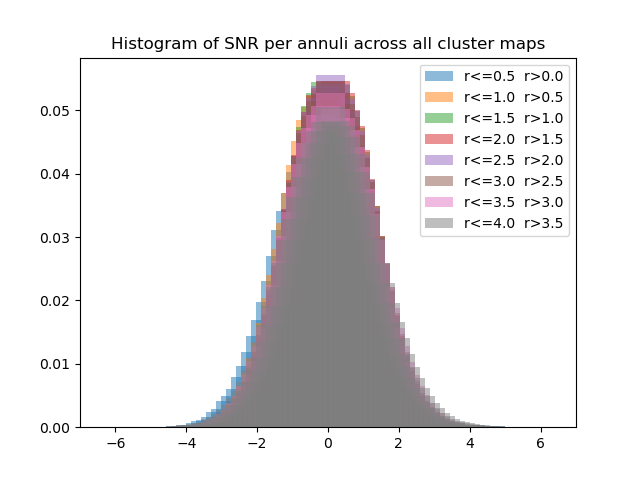 Histogram of SNR per annuli across all cluster maps
r<=0.5 r>0.0
r<=1.0 r>0.5
r<=1.5 r>1.0
r<=2.0 r>1.5
r<=2.5 r>2.0
r<=3.0 r>2.5
r<=3.5 r>3.0
r<=4.0 r>3.5
0.05
0.04
0.03
0.02
0.01
0.00
−6 −4 −2 0 2 4 6